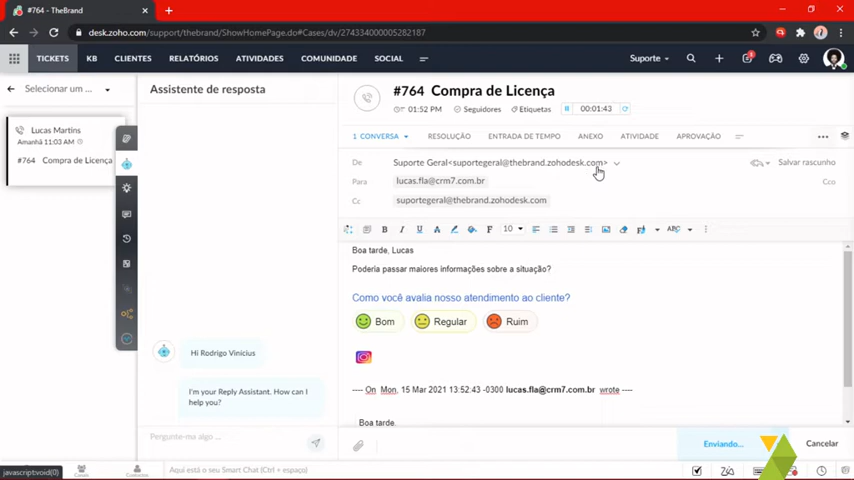 #764 - TheBrand
desk.zoho.com/support/thebrand/ShowHomePage.do#Cases/dv/274334000005282187
TICKETS KB CLIENTES RELATÓRIOS ATIVIDADES COMUNIDADE SOCIAL Suporte
Selecionar um ...
Lucas Martins
Amanhã 11:03 AM
#764 Compra de Licença
Assistente de resposta
Hi Rodrigo Vinicius
I'm your Reply Assistant. How can I
help you?
Pergunte-me algo ...
#764 Compra de Licença
01:52 PM Seguidores Etiquetas 00:01:43
1 CONVERSA RESOLUÇÃO ENTRADA DE TEMPO ANEXO ATIVIDADE APROVAÇÃO
De Suporte Geral<suportegeral@thebrand.zohodesk.com> Salvar rascunho
Para lucas.fla@crm7.com.br Cco
Cc suportegeral@thebrand.zohodesk.com
B I U A F 10 ABC
Boa tarde, Lucas
Poderia passar maiores informações sobre a situação?
Como você avalia nosso atendimento ao cliente?
Bom Regular Ruim
---- On Mon, 15 Mar 2021 13:52:43 -0300 lucas.fla@crm7.com.br wrote ----
Boa tarde,
Enviando... Cancelar
javascript:void(0)
Canais Contactos Aqui está o seu Smart Chat (Ctrl + espaço)